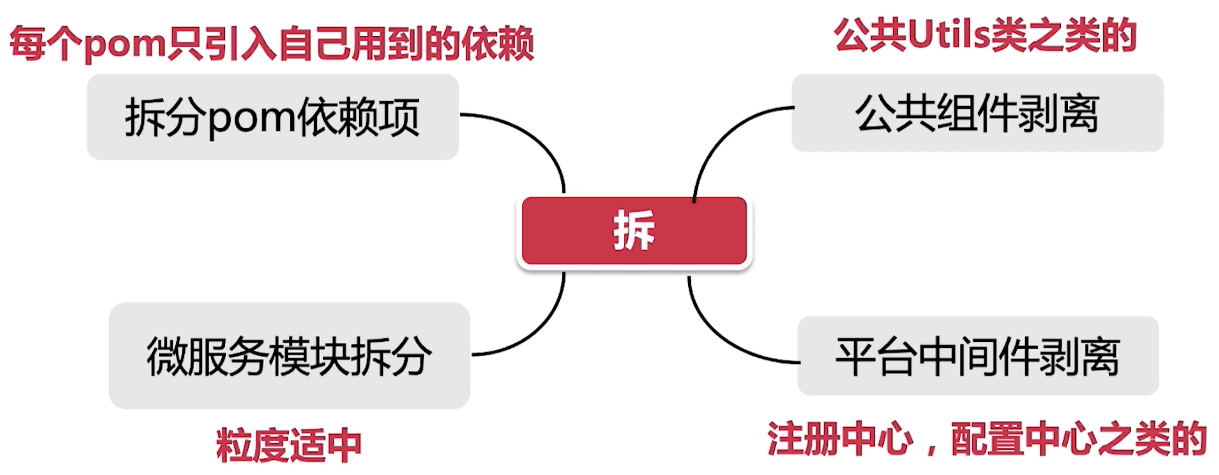 每个pom只引入自己用到的依赖
拆分pom依赖项
公共Utils类之类的
公共组件剥离
拆
微服务模块拆分
粒度适中
平台中间件剥离
注册中心，配置中心之类的